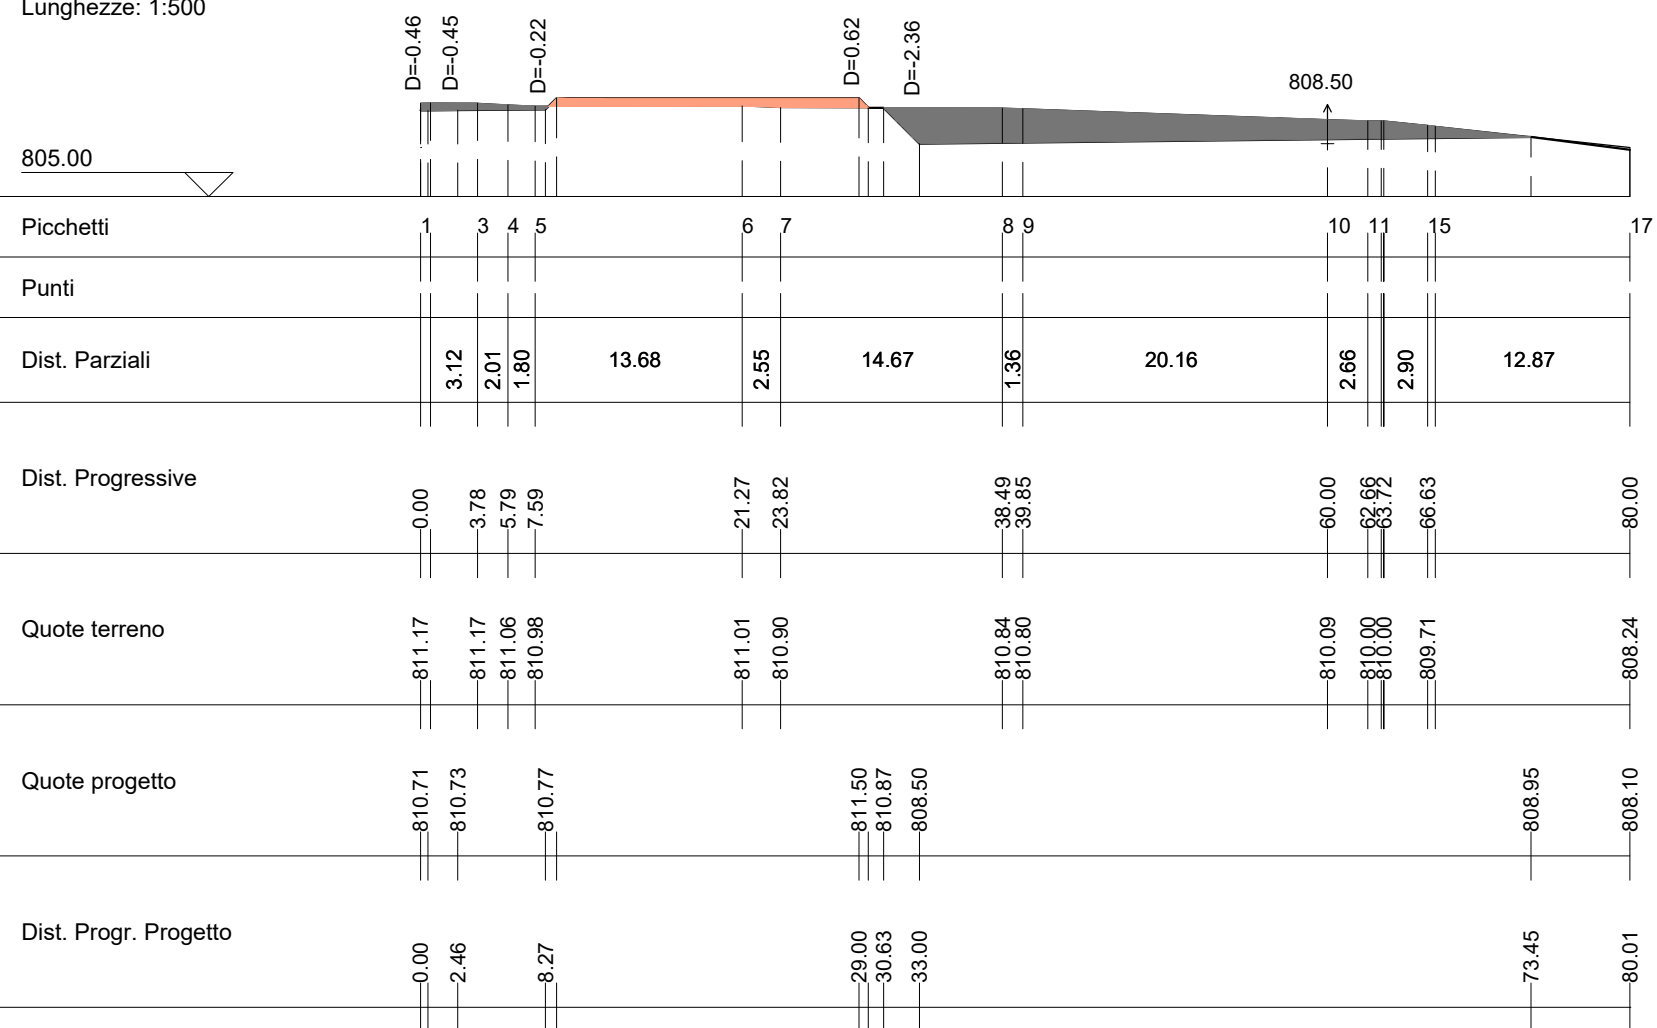 Lunghezze: 1:500
D=-0.46 D=-0.45 D=-0.22 D=0.62 D=-2.36
808.50
805.00
Picchetti 1 3 4 5 6 7 8 9 10 11 15 17
Punti
Dist. Parziali 3.12 2.01 1.80 13.68 2.55 14.67 1.36 20.16 2.66 2.90 12.87
Dist. Progressive 0.00 3.78 5.79 7.59 21.27 23.82 38.49 39.85 60.00 62.66 63.72 66.63 80.00
Quote terreno 811.17 811.17 811.06 810.98 811.01 810.90 810.84 810.80 810.09 810.00 810.00 809.71 808.24
Quote progetto 810.71 810.73 810.77 811.50 810.87 808.50 808.95 808.10
Dist. Progr. Progetto 0.00 2.46 8.27 29.00 30.63 33.00 73.45 80.01